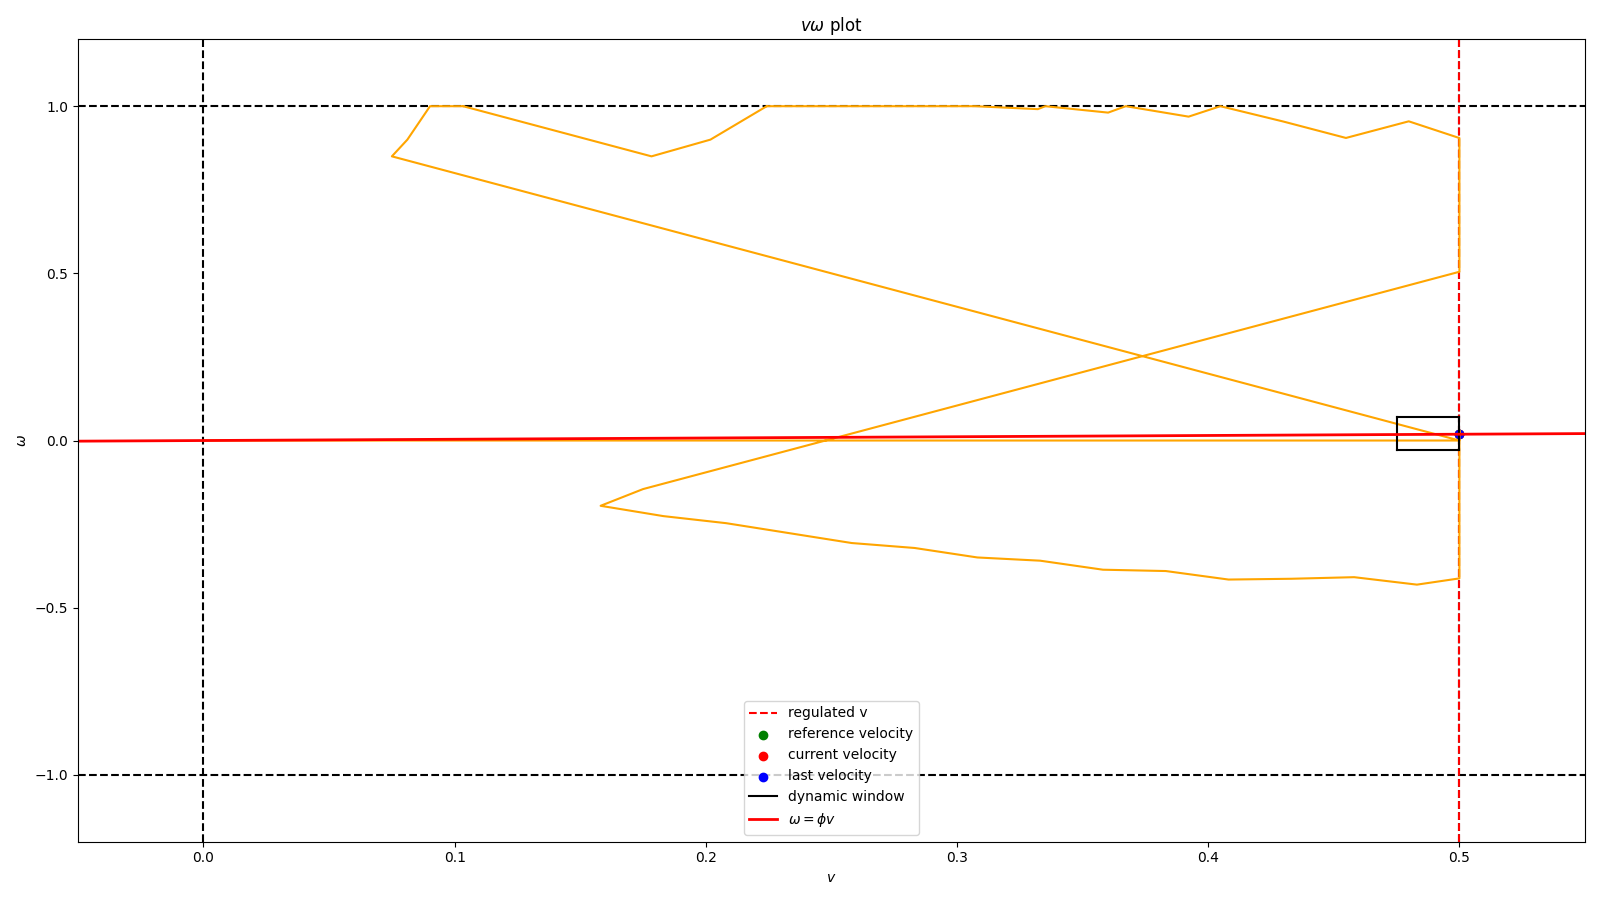 vω plot
ω
1.0
0.5
0.0
−0.5
−1.0
regulated v
reference velocity
current velocity
last velocity
dynamic window
ω = ϕv
0.0 0.1 0.2 0.3 0.4 0.5
v